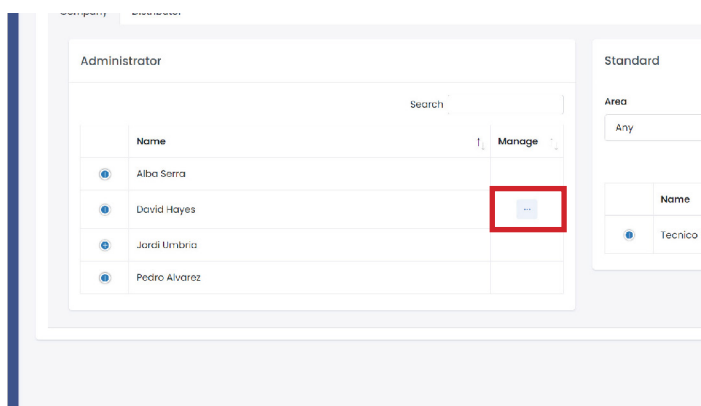 Company Distributor
Administrator
Search
Name Manage
Alba Serra
David Hayes
...
Jordi Umbria
Pedro Alvarez
Standard
Area
Any
Name
Tecnico